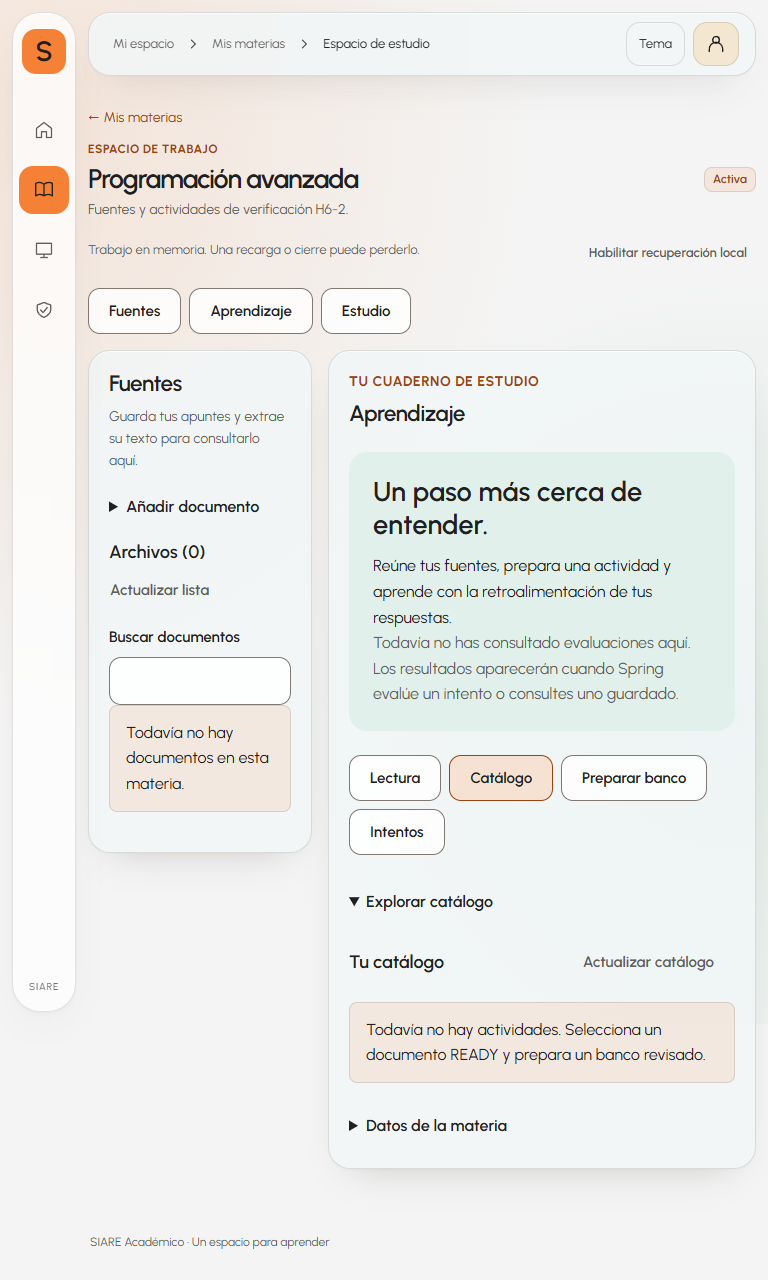 S
Mi espacio > Mis materias > Espacio de estudio
Tema
← Mis materias
ESPACIO DE TRABAJO
Programación avanzada
Activa
Fuentes y actividades de verificación H6-2.
Trabajo en memoria. Una recarga o cierre puede perderlo.
Habilitar recuperación local
Fuentes
Aprendizaje
Estudio
Fuentes
Guarda tus apuntes y extrae
su texto para consultarlo
aquí.
▶ Añadir documento
Archivos (0)
Actualizar lista
Buscar documentos
Todavía no hay
documentos en esta
materia.
TU CUADERNO DE ESTUDIO
Aprendizaje
Un paso más cerca de
entender.
Reúne tus fuentes, prepara una actividad y
aprende con la retroalimentación de tus
respuestas.
Todavía no has consultado evaluaciones aquí.
Los resultados aparecerán cuando Spring
evalúe un intento o consultes uno guardado.
Lectura
Catálogo
Preparar banco
Intentos
▼ Explorar catálogo
Tu catálogo
Actualizar catálogo
Todavía no hay actividades. Selecciona un
documento READY y prepara un banco revisado.
▶ Datos de la materia
SIARE
SIARE Académico · Un espacio para aprender